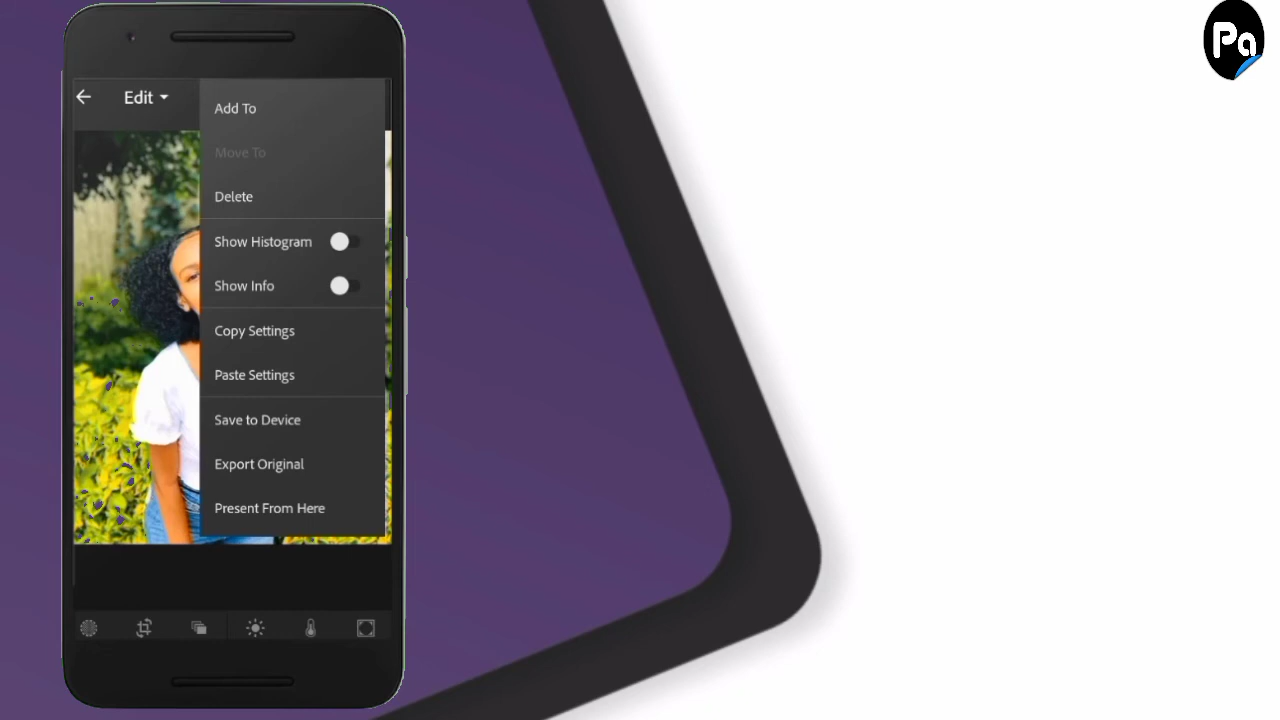 Pa
Edit
Add To
Move To
Delete
Show Histogram
Show Info
Copy Settings
Paste Settings
Save to Device
Export Original
Present From Here